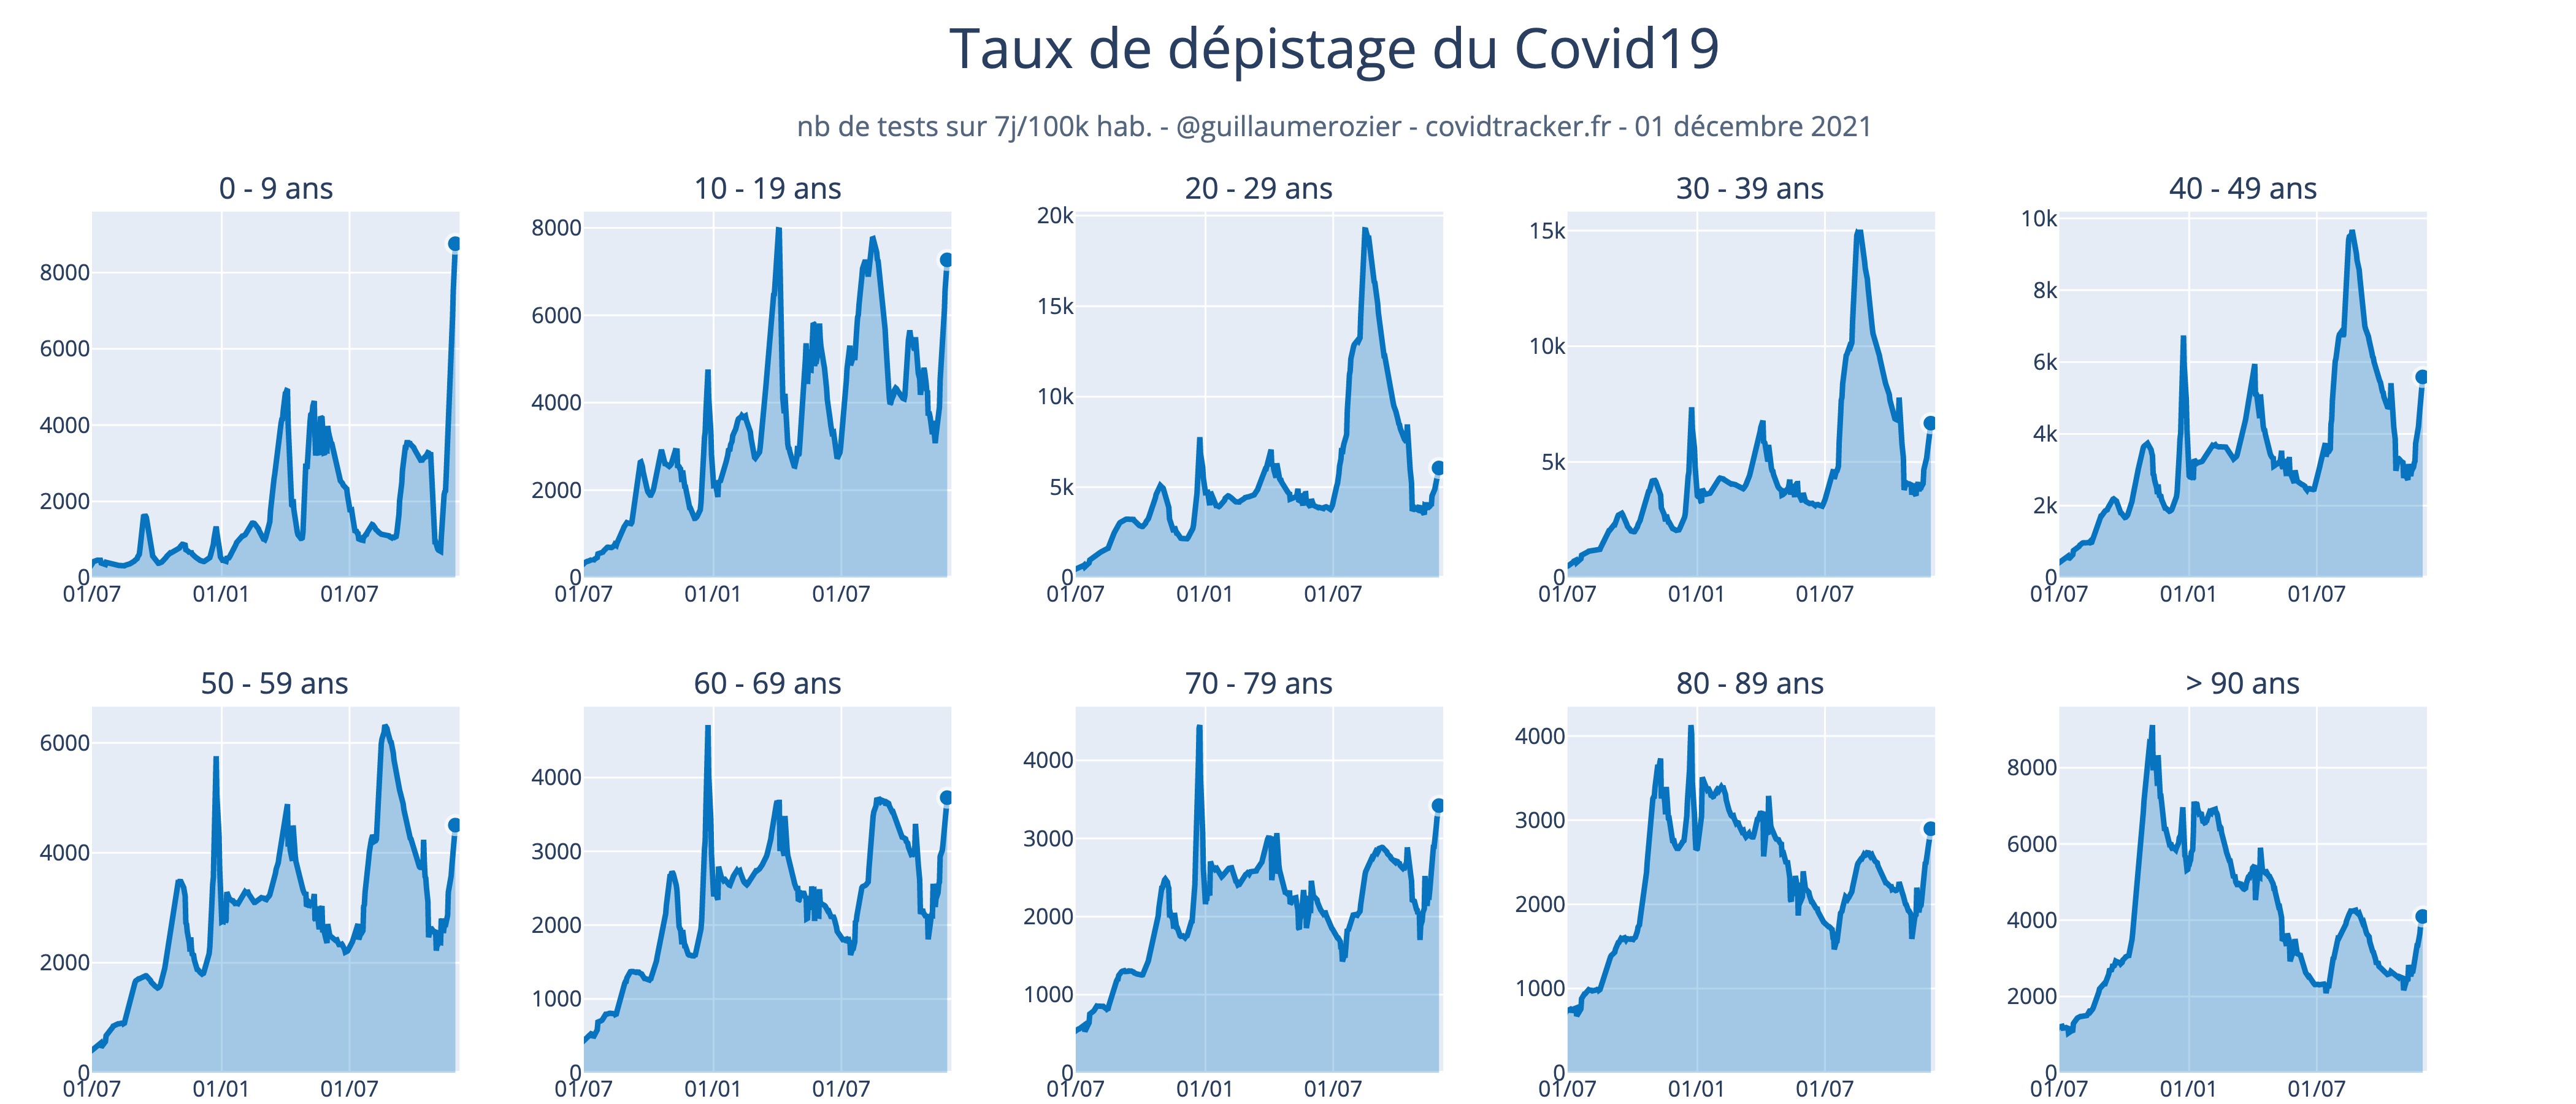 Taux de dépistage du Covid19
nb de tests sur 7j/100k hab. - @guillaumerozier - covidtracker.fr - 01 décembre 2021
0 - 9 ans
8000
6000
4000
2000
0
01/07 01/01 01/07
10 - 19 ans
8000
6000
4000
2000
0
01/07 01/01 01/07
20 - 29 ans
20k
15k
10k
5k
0
01/07 01/01 01/07
30 - 39 ans
15k
10k
5k
0
01/07 01/01 01/07
40 - 49 ans
10k
8k
6k
4k
2k
0
01/07 01/01 01/07
50 - 59 ans
6000
4000
2000
0
01/07 01/01 01/07
60 - 69 ans
4000
3000
2000
1000
0
01/07 01/01 01/07
70 - 79 ans
4000
3000
2000
1000
0
01/07 01/01 01/07
80 - 89 ans
4000
3000
2000
1000
0
01/07 01/01 01/07
> 90 ans
8000
6000
4000
2000
0
01/07 01/01 01/07